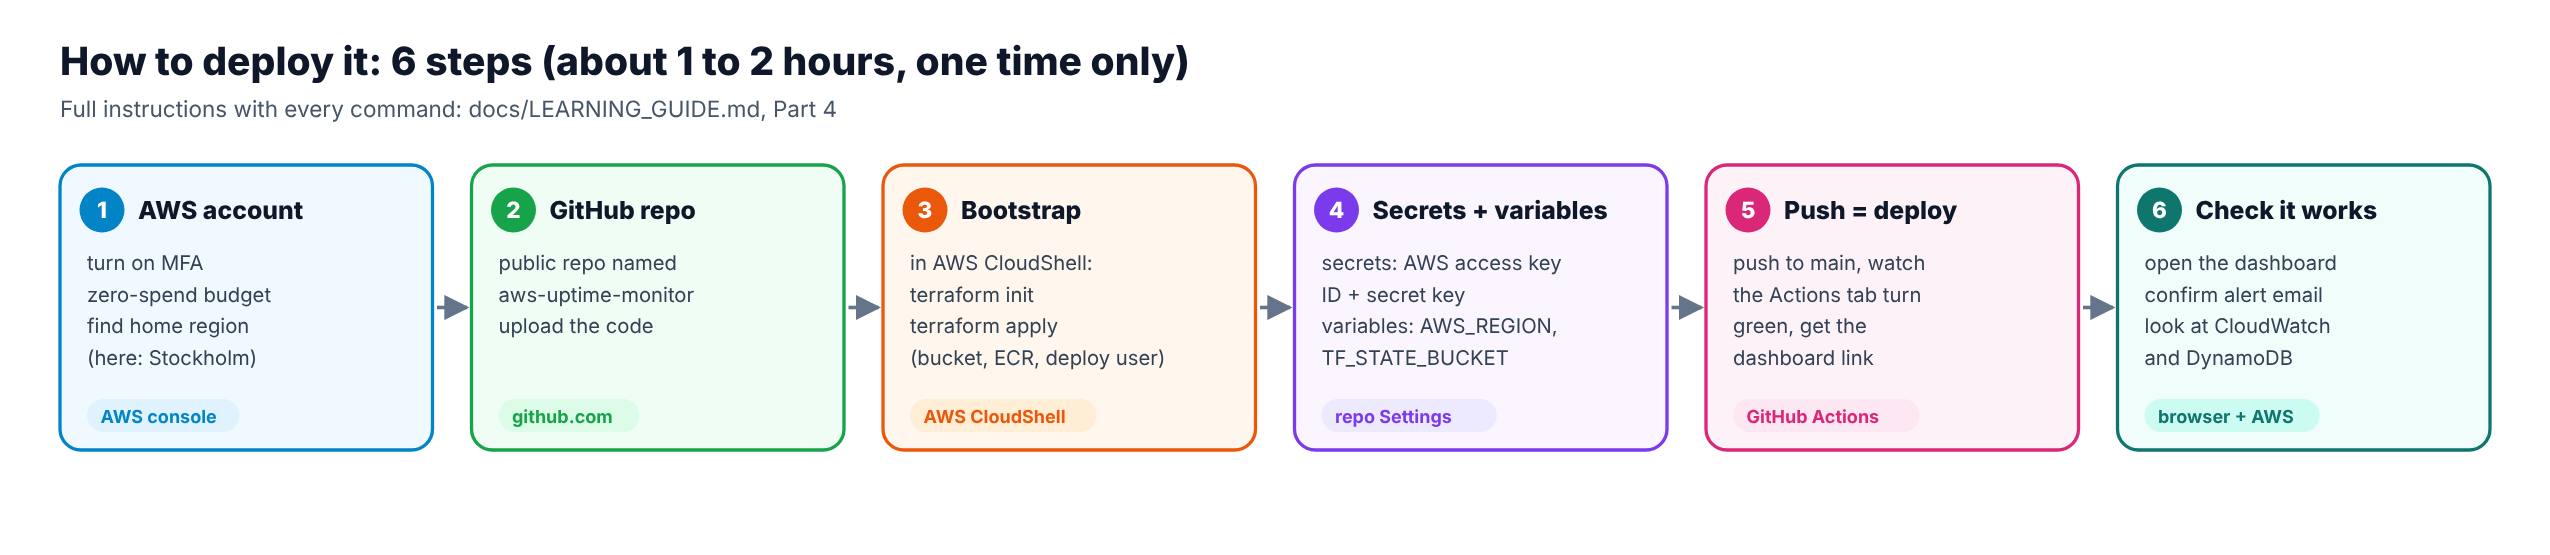 How to deploy it: 6 steps (about 1 to 2 hours, one time only)
Full instructions with every command: docs/LEARNING_GUIDE.md, Part 4
1 AWS account
turn on MFA
zero-spend budget
find home region
(here: Stockholm)
AWS console
2 GitHub repo
public repo named
aws-uptime-monitor
upload the code
github.com
3 Bootstrap
in AWS CloudShell:
terraform init
terraform apply
(bucket, ECR, deploy user)
AWS CloudShell
4 Secrets + variables
secrets: AWS access key
ID + secret key
variables: AWS_REGION,
TF_STATE_BUCKET
repo Settings
5 Push = deploy
push to main, watch
the Actions tab turn
green, get the
dashboard link
GitHub Actions
6 Check it works
open the dashboard
confirm alert email
look at CloudWatch
and DynamoDB
browser + AWS